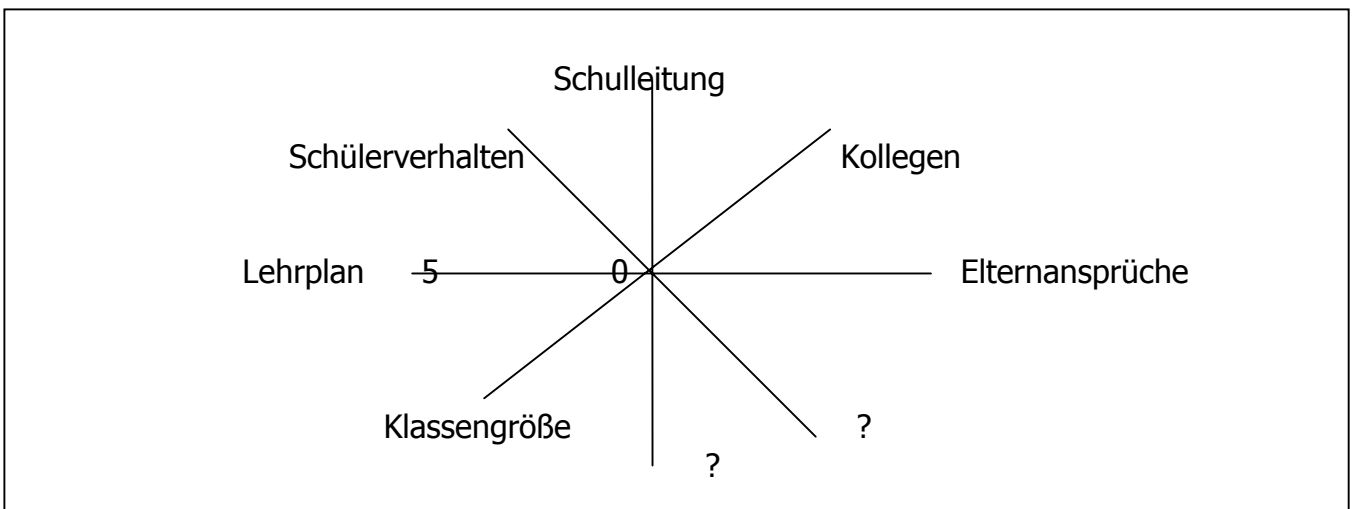 Schulleitung
Schülerverhalten
Kollegen
Lehrplan 5 0 Elternansprüche
Klassengröße
?
?